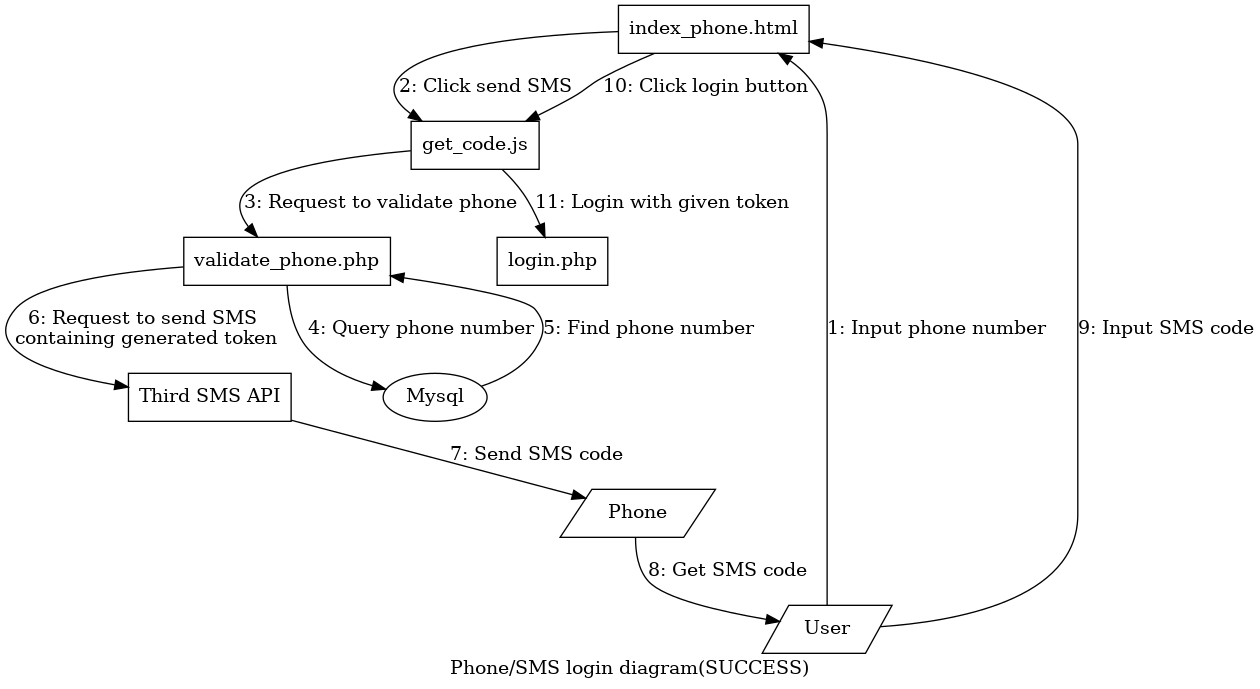 index_phone.html
2: Click send SMS
10: Click login button
get_code.js
3: Request to validate phone
11: Login with given token
validate_phone.php
login.php
6: Request to send SMS
containing generated token
4: Query phone number
5: Find phone number
1: Input phone number
9: Input SMS code
Third SMS API
Mysql
7: Send SMS code
Phone
8: Get SMS code
User
Phone/SMS login diagram(SUCCESS)